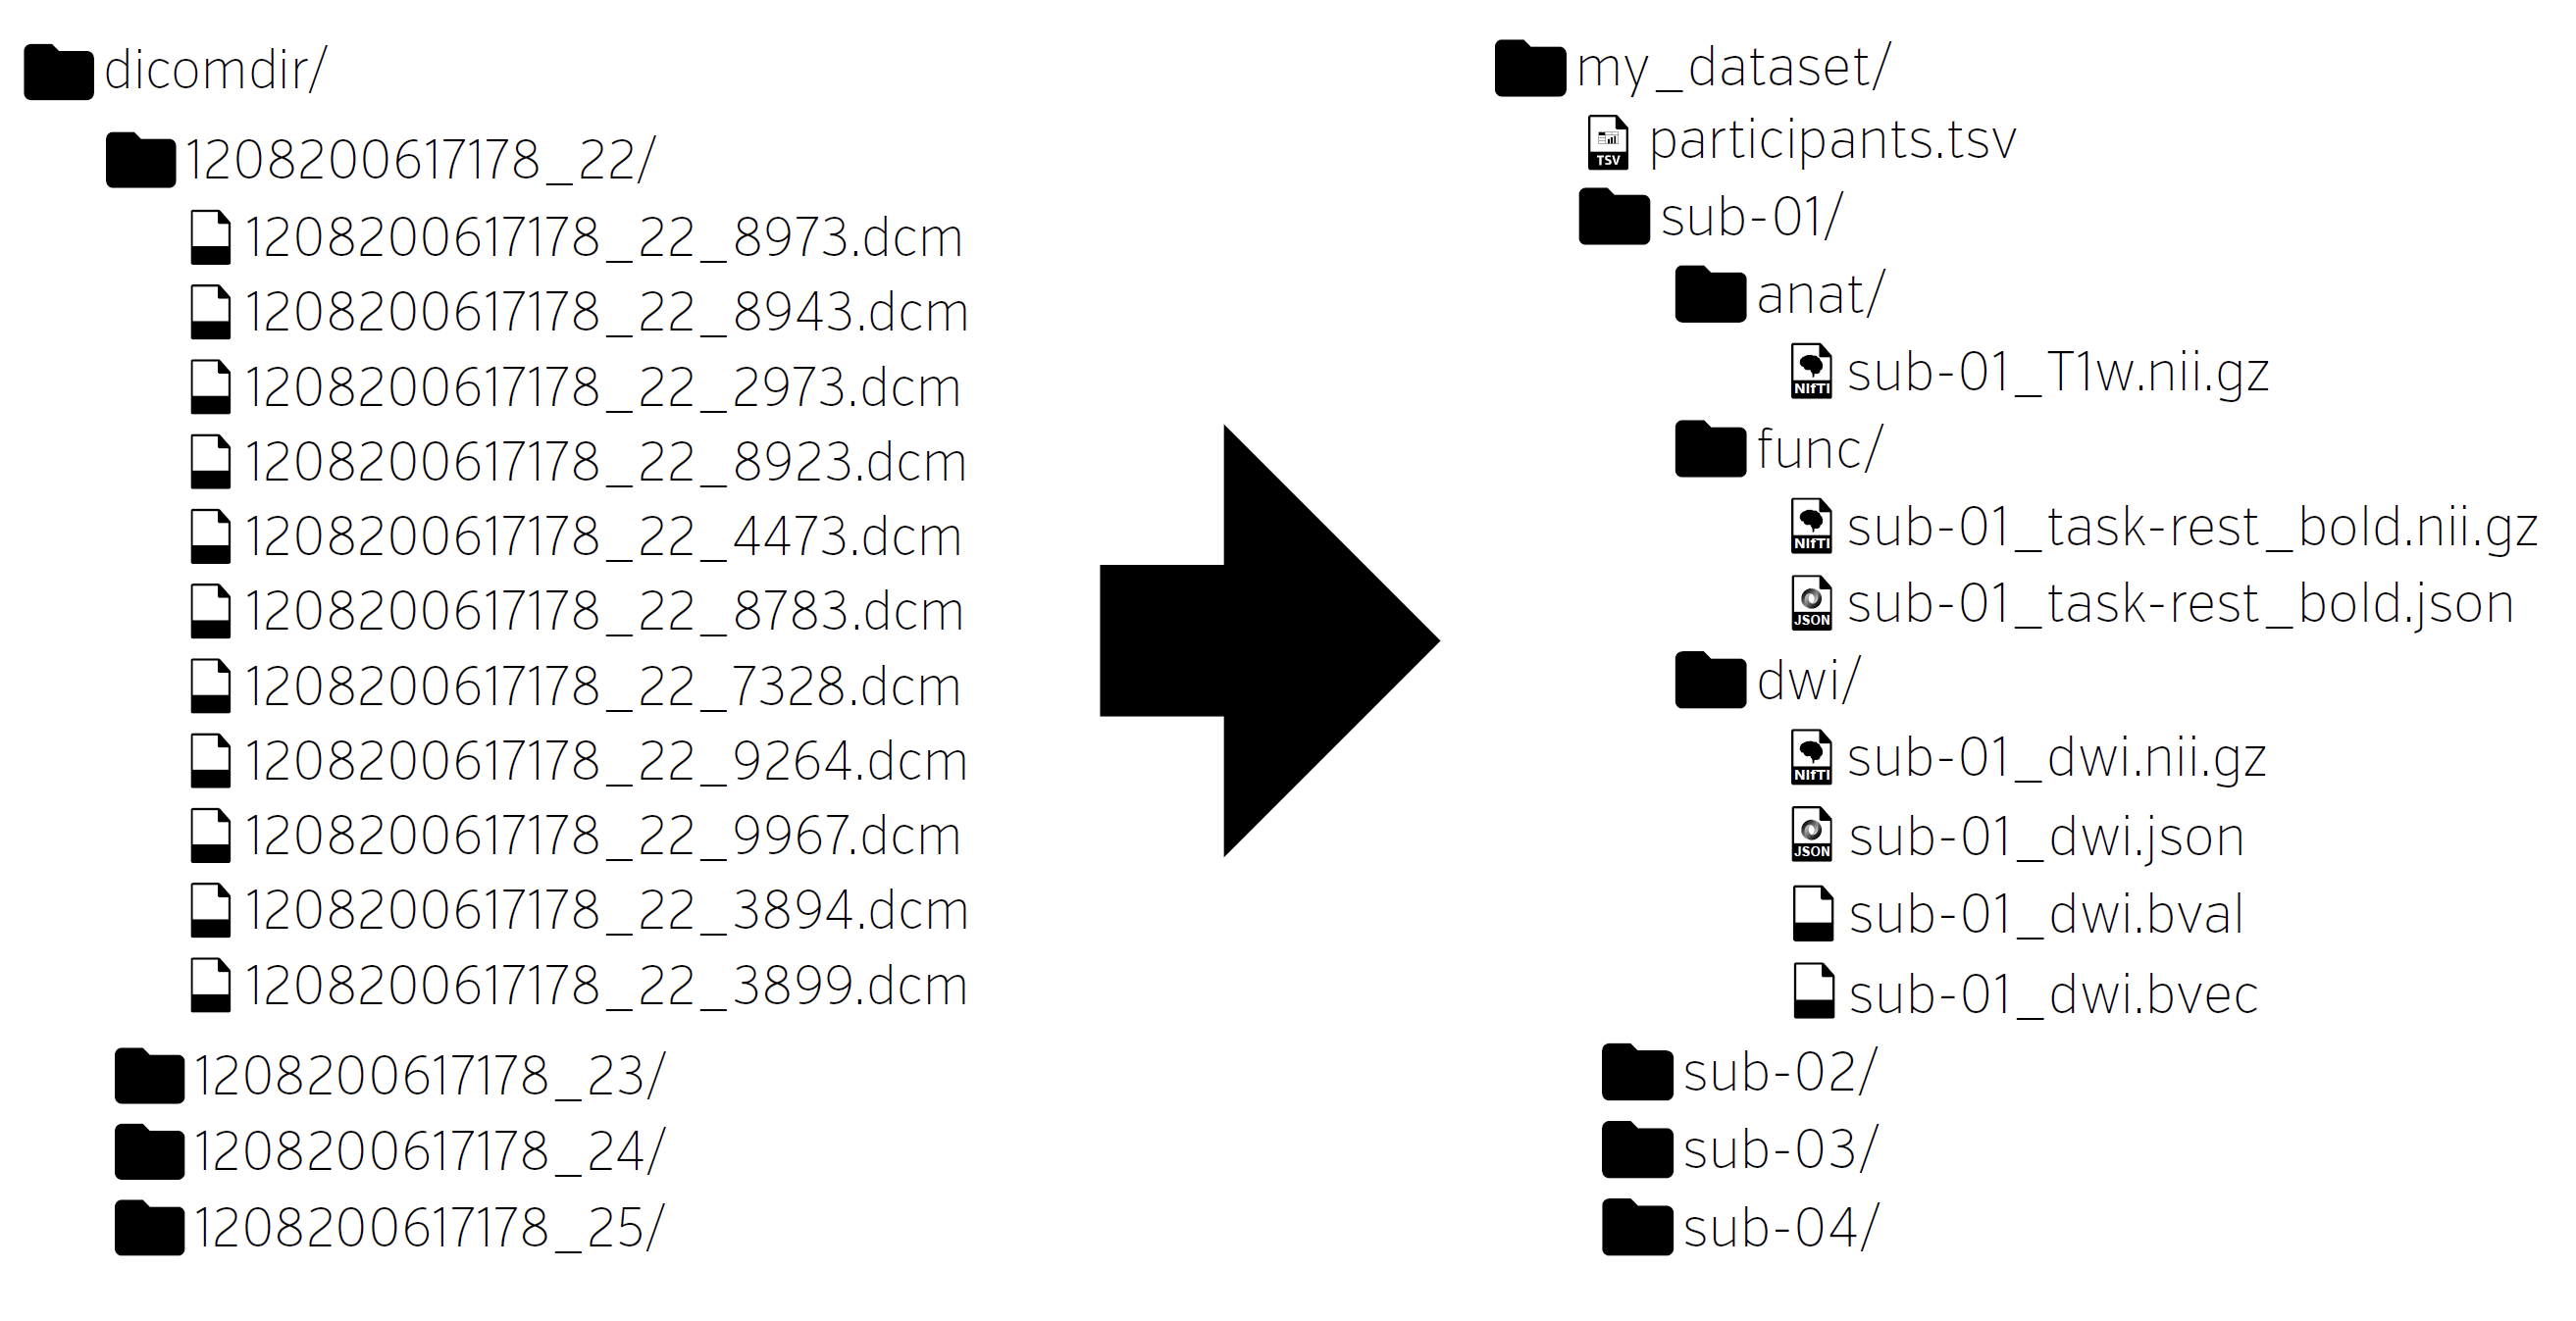 dicomdir/
1208200617178_22/
1208200617178_22_8973.dcm
1208200617178_22_8943.dcm
1208200617178_22_2973.dcm
1208200617178_22_8923.dcm
1208200617178_22_4473.dcm
1208200617178_22_8783.dcm
1208200617178_22_7328.dcm
1208200617178_22_9264.dcm
1208200617178_22_9967.dcm
1208200617178_22_3894.dcm
1208200617178_22_3899.dcm
1208200617178_23/
1208200617178_24/
1208200617178_25/
my_dataset/
TSV participants.tsv
sub-01/
anat/
NIfTI sub-01_T1w.nii.gz
func/
NIfTI sub-01_task-rest_bold.nii.gz
JSON sub-01_task-rest_bold.json
dwi/
NIfTI sub-01_dwi.nii.gz
JSON sub-01_dwi.json
sub-01_dwi.bval
sub-01_dwi.bvec
sub-02/
sub-03/
sub-04/